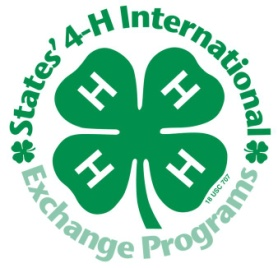 States' 4-H International
H H
H H
18 USC 707
Exchange Programs